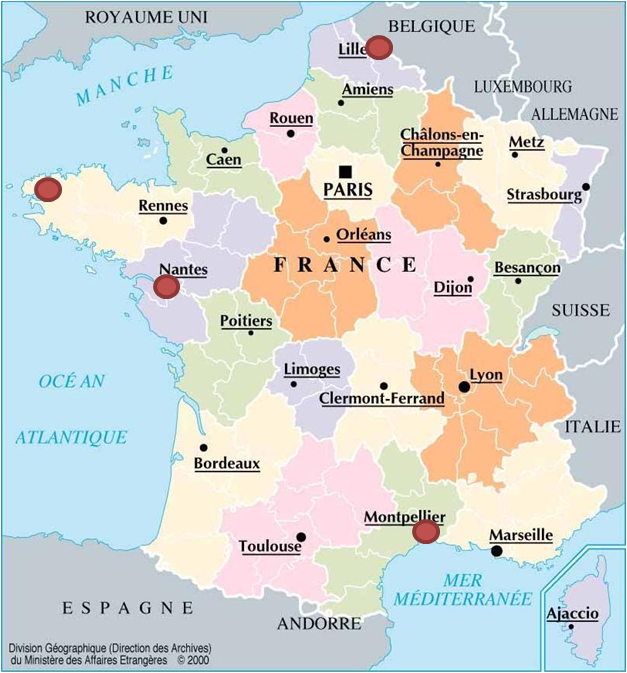 ROYAUME UNI
BELGIQUE
Lille
MANCHE
LUXEMBOURG
Amiens
ALLEMAGNE
Rouen
Châlons-en-
Champagne
Metz
Caen
PARIS
Strasbourg
Rennes
Orléans
FRANCE
Nantes
Besançon
Dijon
SUISSE
Poitiers
Limoges
Lyon
OCÉ AN
Clermont-Ferrand
ITALIE
ATLANTIQUE
Bordeaux
Montpellier
Marseille
Toulouse
MER
MÉDITERRANÉE
ESPAGNE
ANDORRE
Ajaccio
Division Géographique (Direction des Archives)
du Ministère des Affaires Etrangères © 2000